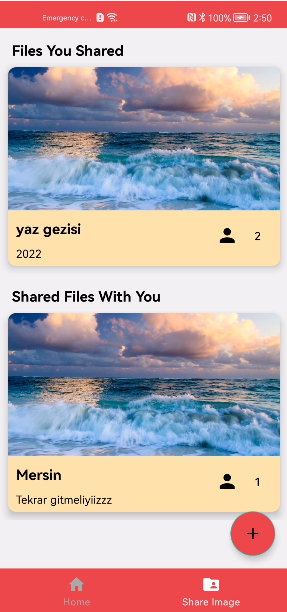 Emergency c... 100% 2:50
Files You Shared
yaz gezisi
2
2022
Shared Files With You
Mersin
1
Tekrar gitmeliyiizzz
+
Home Share Image